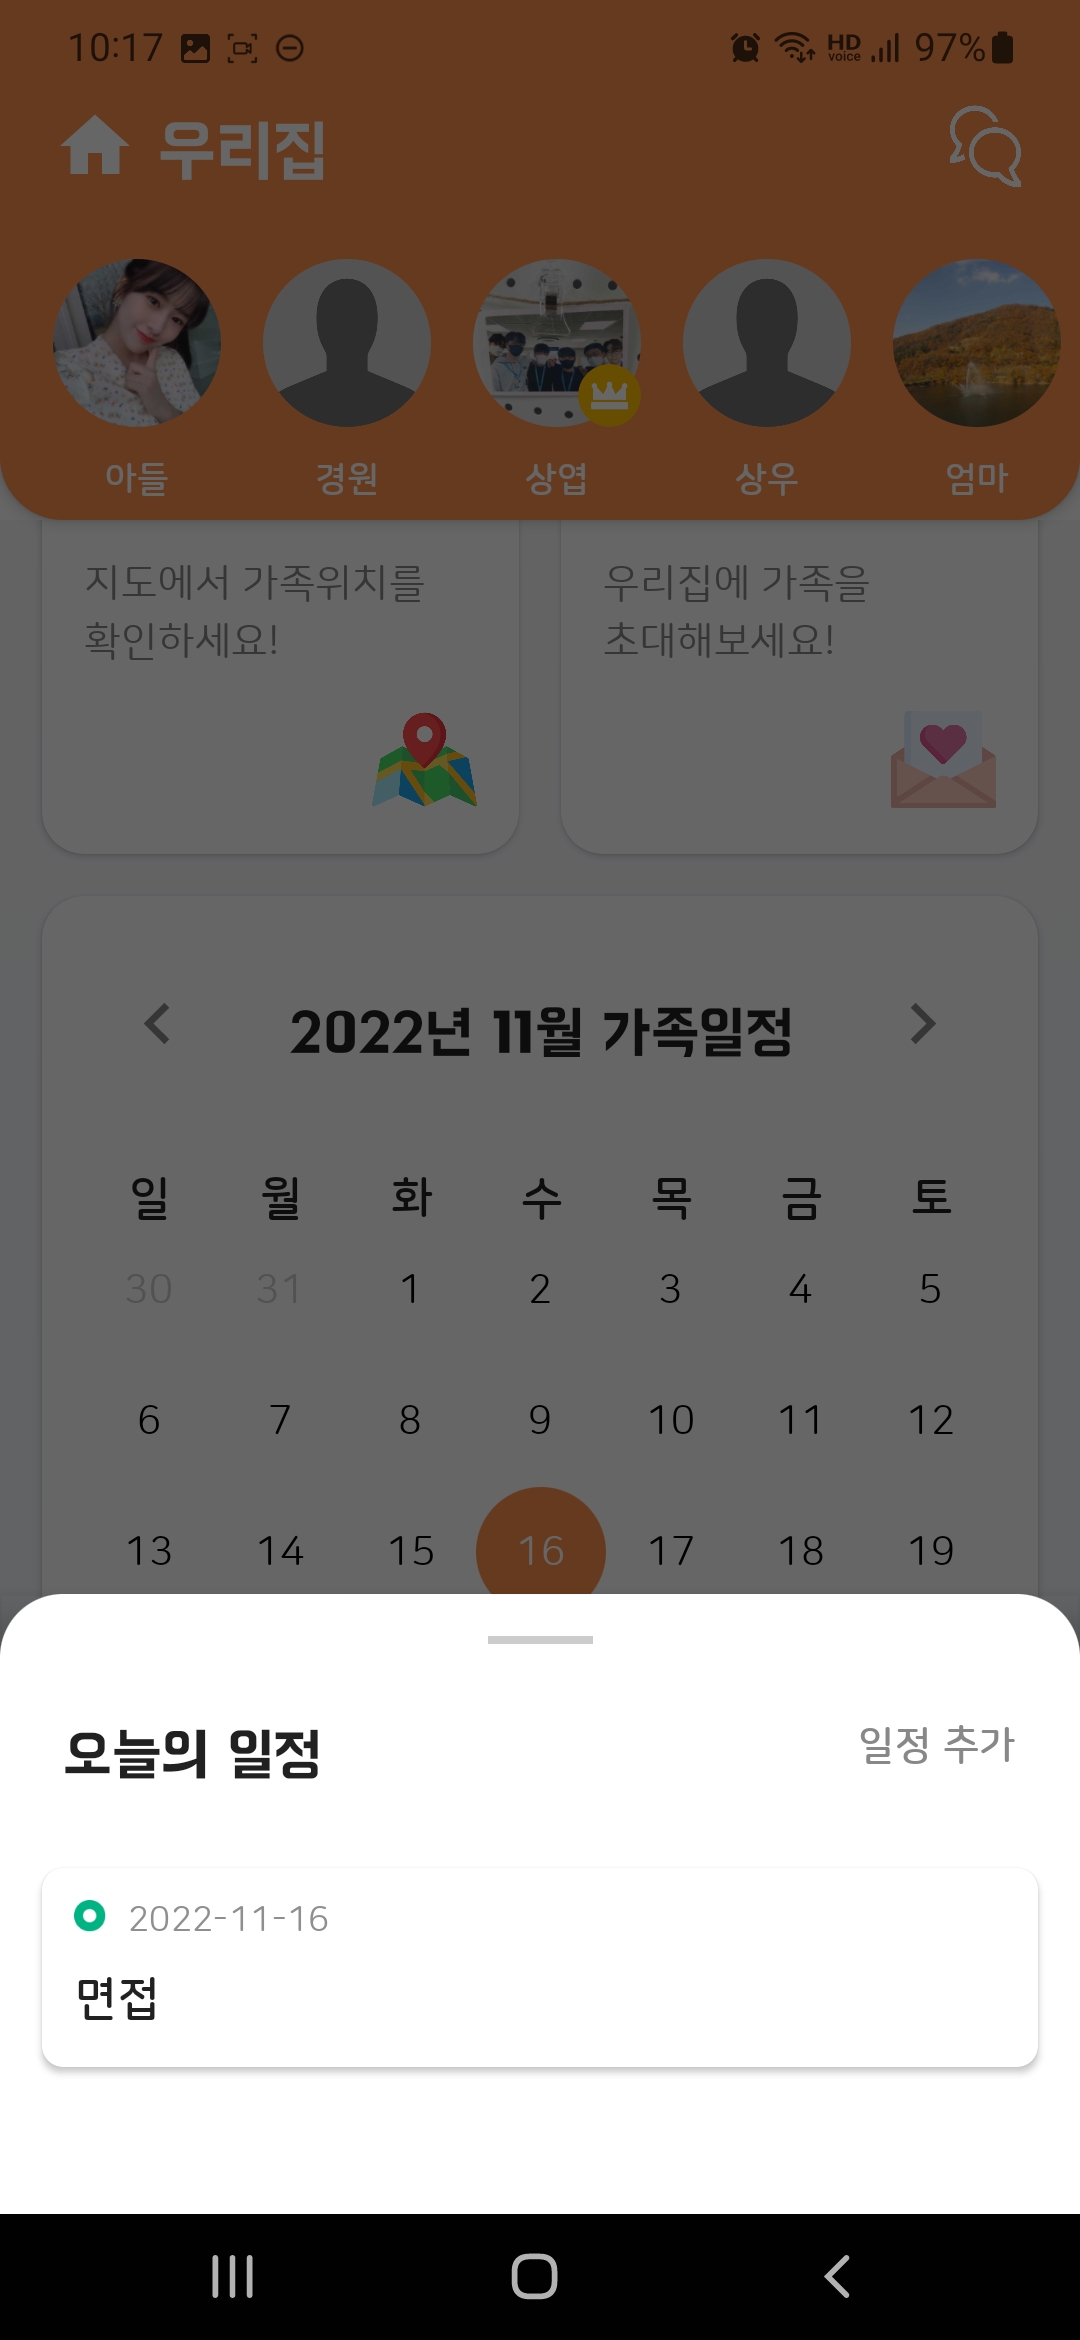 10:17 HD voice 97%
우리집
아들 경원 상엽 상우 엄마
지도에서 가족위치를
확인하세요!
우리집에 가족을
초대해보세요!
2022년 11월 가족일정
일 월 화 수 목 금 토
30 31 1 2 3 4 5
6 7 8 9 10 11 12
13 14 15 16 17 18 19
오늘의 일정
일정 추가
2022-11-16
면접